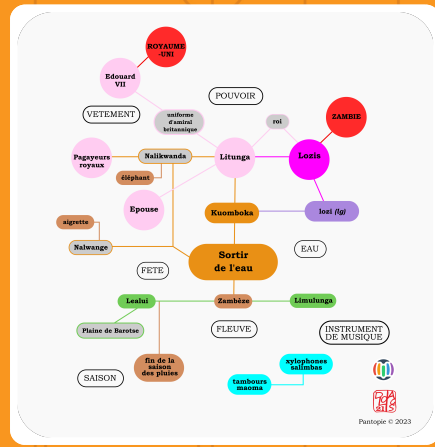 ROYAUME
-UNI
Edouard
VII
POUVOIR
VETEMENT
uniforme
d'amiral
britannique
roi
ZAMBIE
Pagayeurs
royaux
Nalikwanda
Litunga
Lozis
éléphant
Epouse
Kuomboka
lozi (lg)
aigrette
Nalwange
Sortir
de l'eau
EAU
FETE
Lealui
Zambèze
Limulunga
Plaine de Barotse
FLEUVE
INSTRUMENT
DE MUSIQUE
fin de la
saison
des pluies
SAISON
xylophones
salimbas
tambours
maoma
Pantopic © 2023